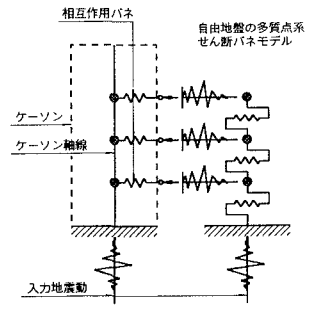 相互作用バネ
自由地盤の多質点系
せん断バネモデル
ケーソン
ケーソン軸線
入力地震動